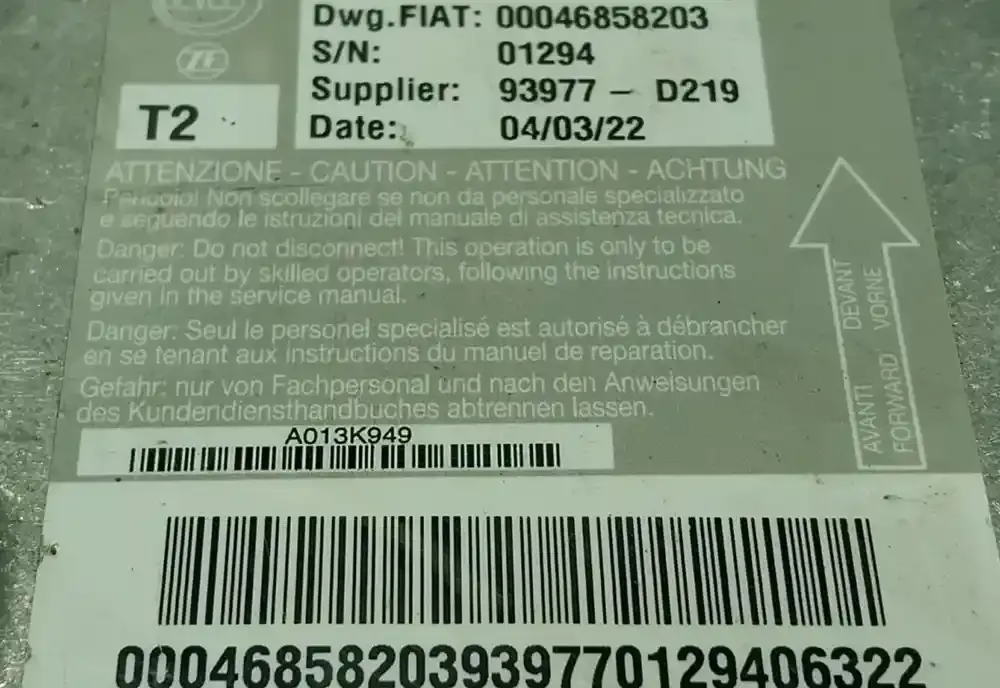 Dwg.FIAT: 00046858203
S/N: 01294
Supplier: 93977 - D219
Date: 04/03/22
ZF
T2
ATTENZIONE - CAUTION - ATTENTION - ACHTUNG
Pericolo! Non scollegare se non da personale specializzato
e seguendo le istruzioni del manuale di assistenza tecnica.
Danger: Do not disconnect! This operation is only to be
carried out by skilled operators, following the instructions
given in the service manual.
Danger: Seul le personel specialisé est autorisé à débrancher
en se tenant aux instructions du manuel de reparation.
Gefahr: nur von Fachpersonal und nach den Anweisungen
des Kundendiensthandbuches abtrennen lassen.
AVANTI DEVANT
FORWARD VORNE
A013K949
0004685820393977012940 6322